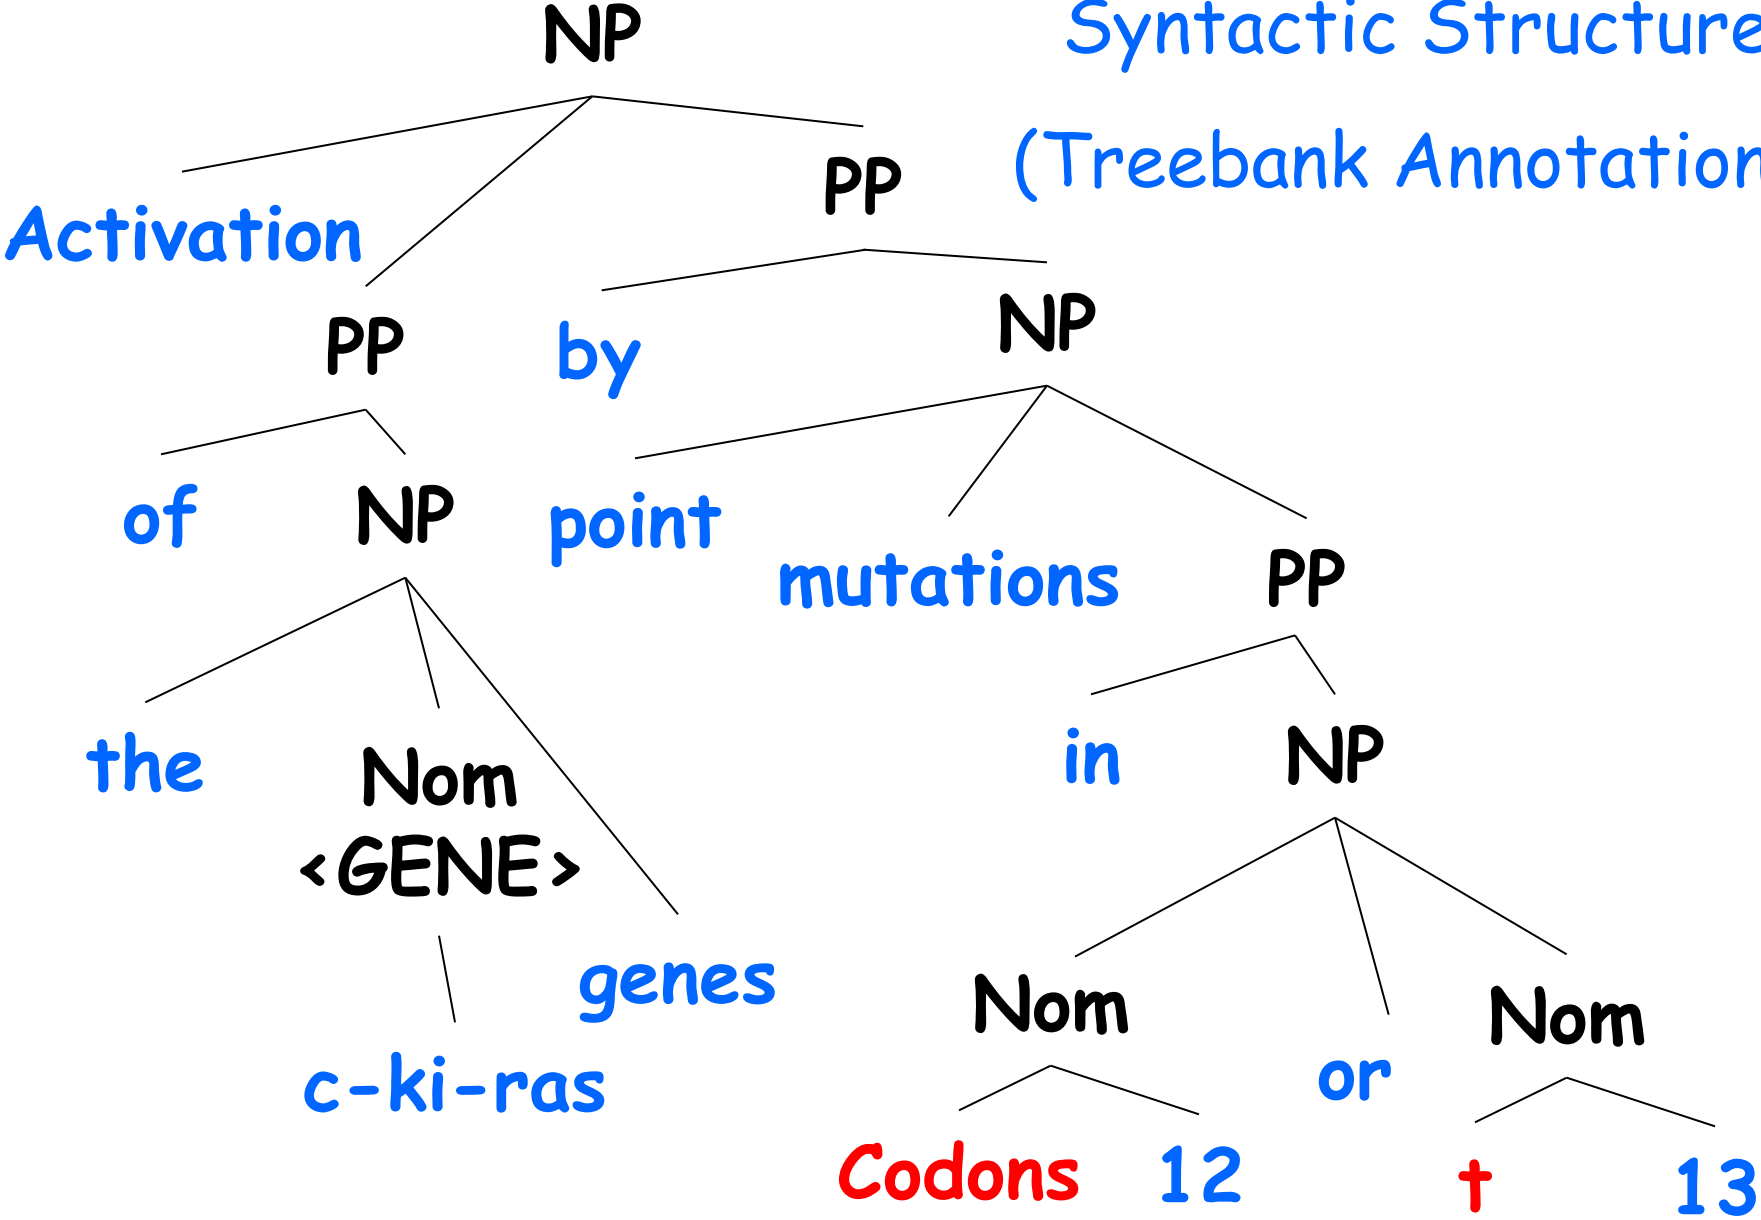 NP
Syntactic Structure
(Treebank Annotation
PP
Activation
PP
by
NP
of
NP
point
mutations
PP
the
Nom
<GENE>
in
NP
genes
c-ki-ras
Nom
or
Nom
Codons 12
t 13